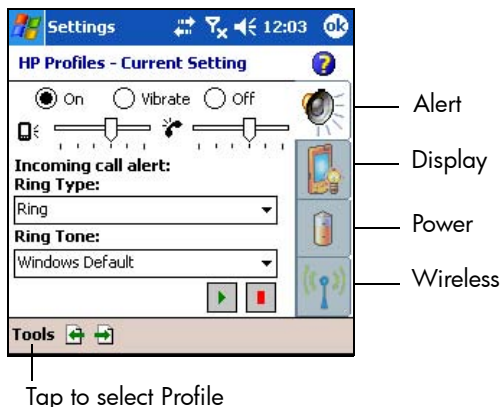 Settings 12:03 ok
HP Profiles - Current Setting ?
On Vibrate Off
Incoming call alert:
Ring Type:
Ring
Ring Tone:
Windows Default
Tools
Alert
Display
Power
Wireless
Tap to select Profile